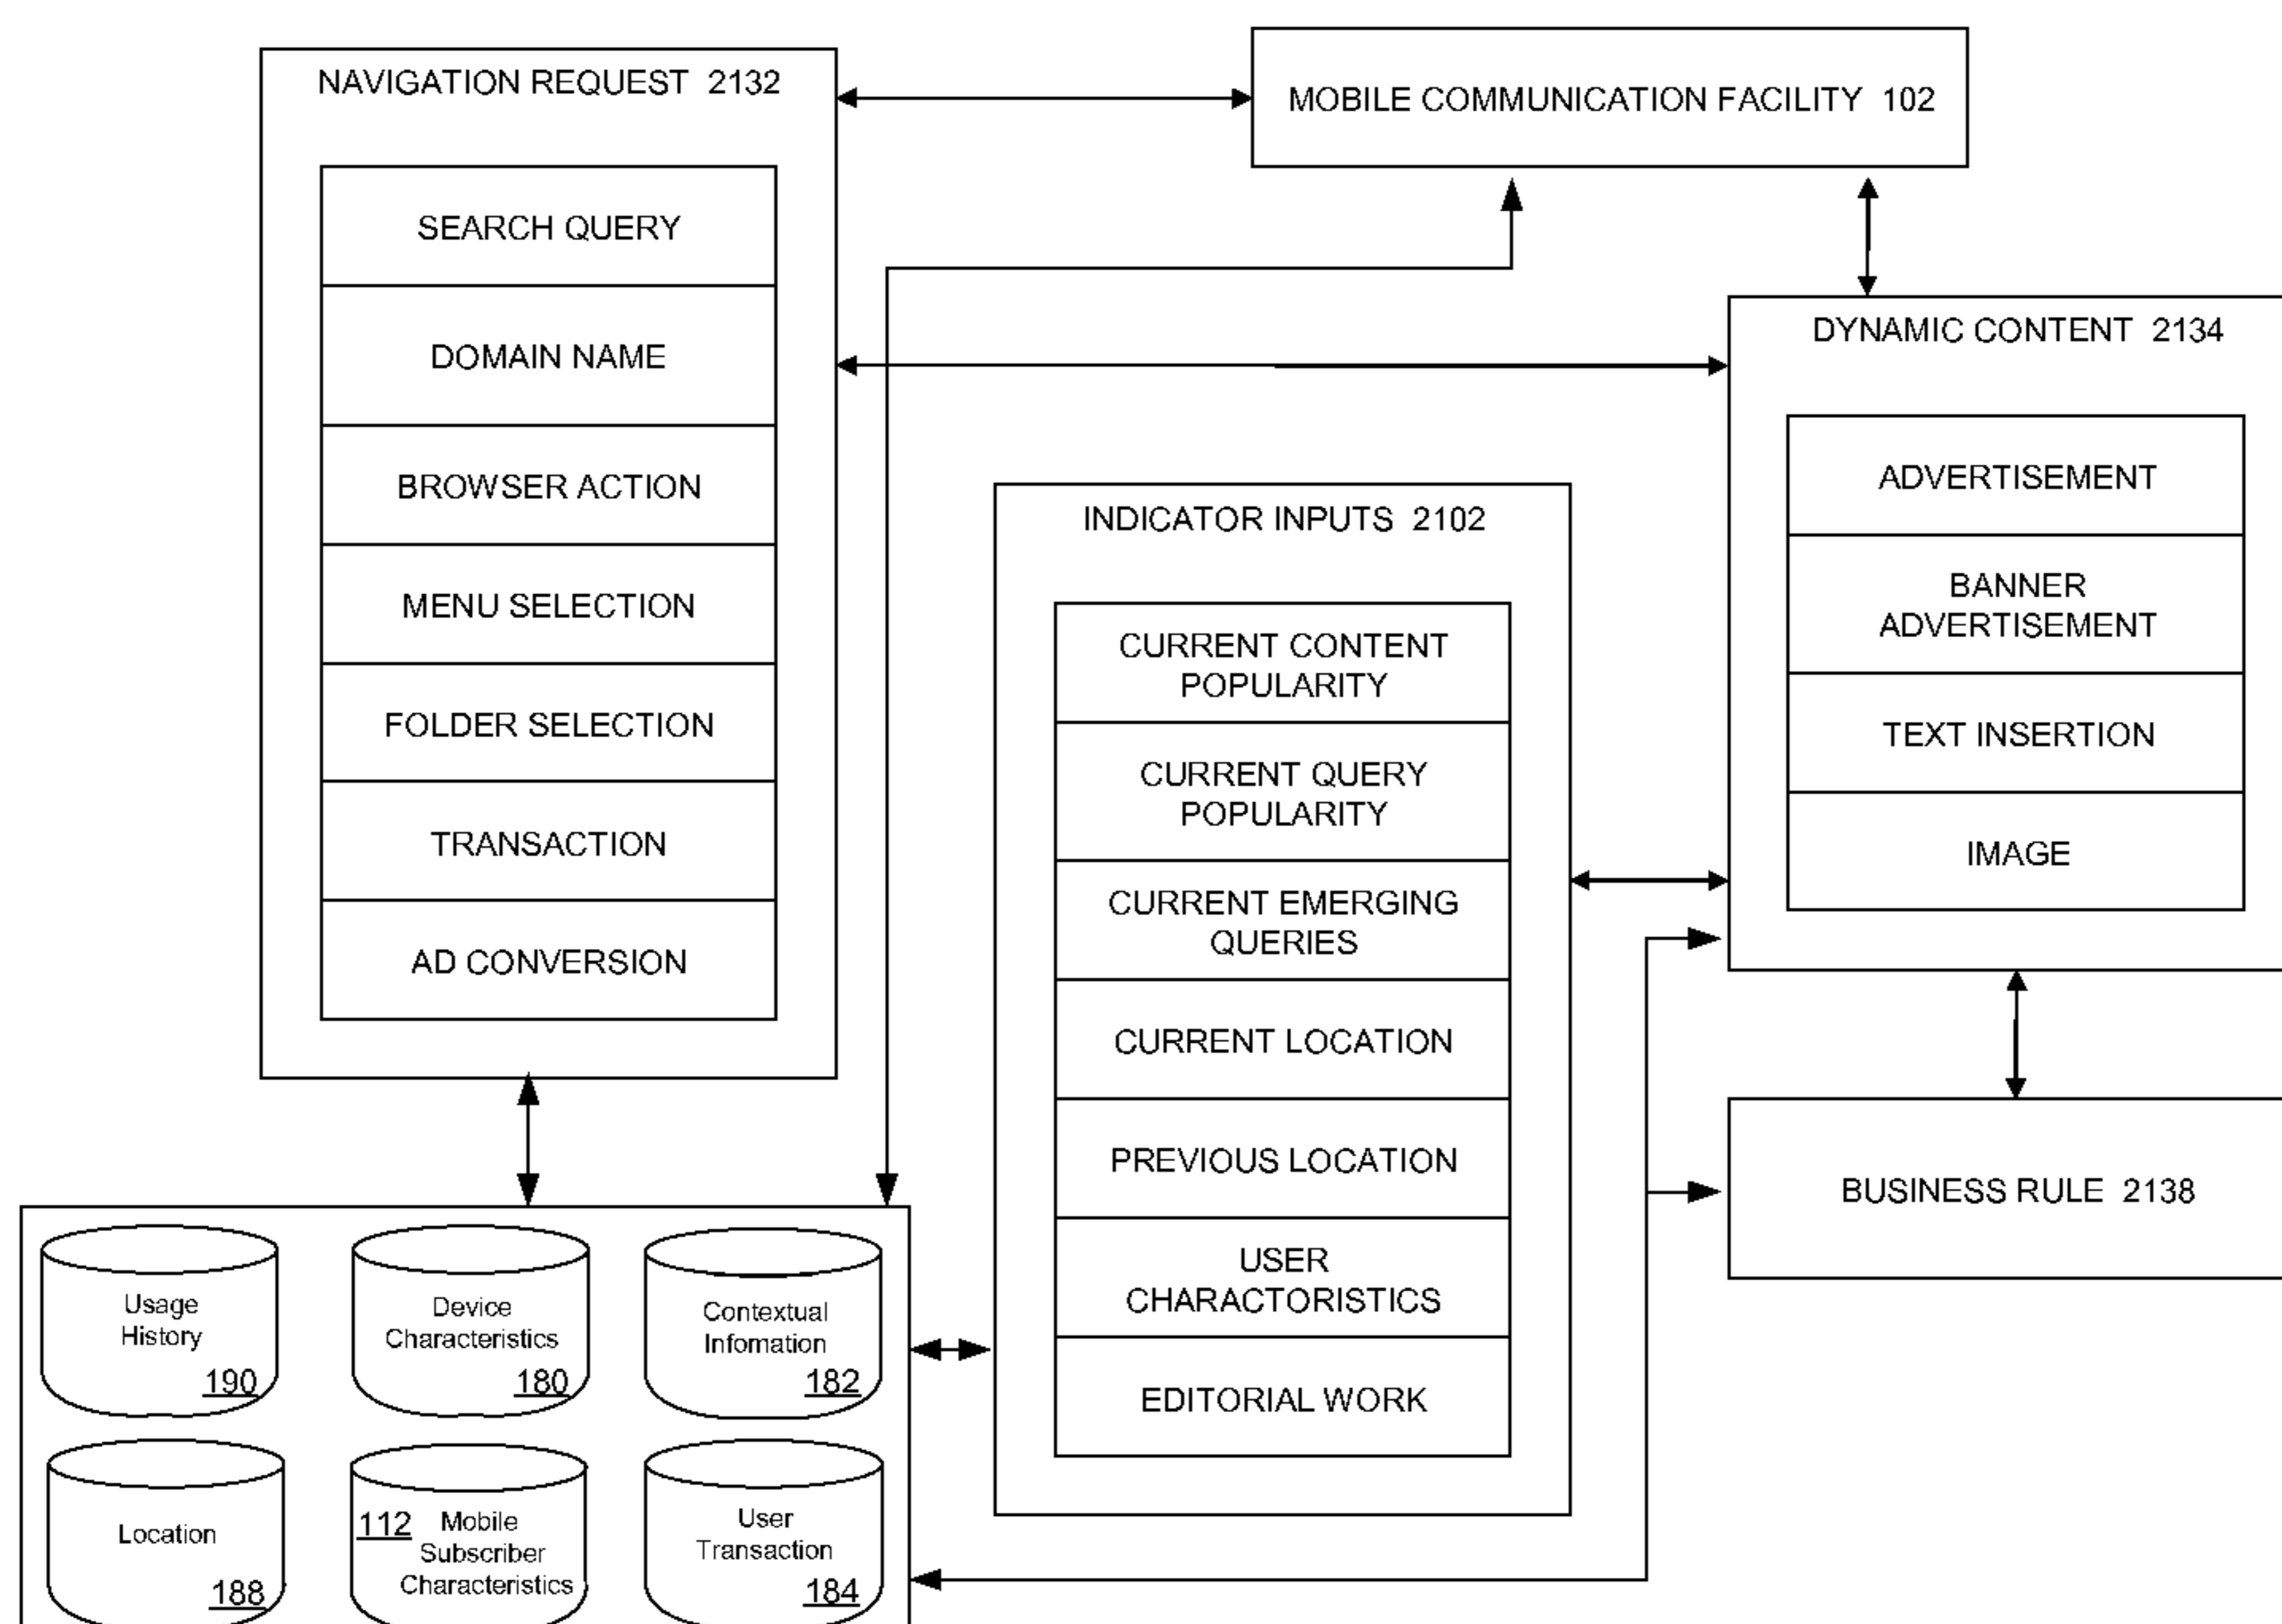 NAVIGATION REQUEST 2132
SEARCH QUERY
DOMAIN NAME
BROWSER ACTION
MENU SELECTION
FOLDER SELECTION
TRANSACTION
AD CONVERSION
MOBILE COMMUNICATION FACILITY 102
DYNAMIC CONTENT 2134
ADVERTISEMENT
BANNER
ADVERTISEMENT
TEXT INSERTION
IMAGE
INDICATOR INPUTS 2102
CURRENT CONTENT
POPULARITY
CURRENT QUERY
POPULARITY
CURRENT EMERGING
QUERIES
CURRENT LOCATION
PREVIOUS LOCATION
USER
CHARACTORISTICS
EDITORIAL WORK
BUSINESS RULE 2138
Usage
History
190
Device
Characteristics
180
Contextual
Infomation
182
Location
188
112 Mobile
Subscriber
Characteristics
User
Transaction
184